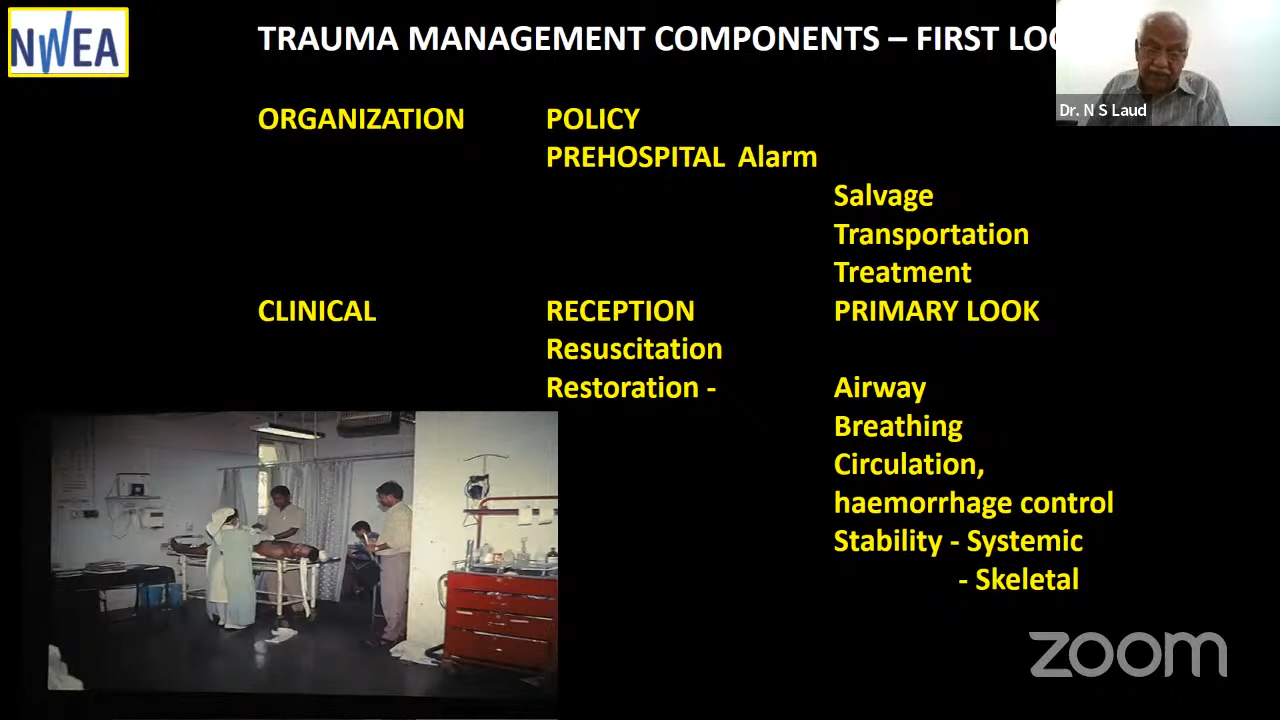 NWEA
TRAUMA MANAGEMENT COMPONENTS – FIRST
Dr. N S Laud
ORGANIZATION POLICY
PREHOSPITAL Alarm
Salvage
Transportation
Treatment
CLINICAL RECEPTION PRIMARY LOOK
Resuscitation
Restoration - Airway
Breathing
Circulation,
haemorrhage control
Stability - Systemic
- Skeletal
zoom